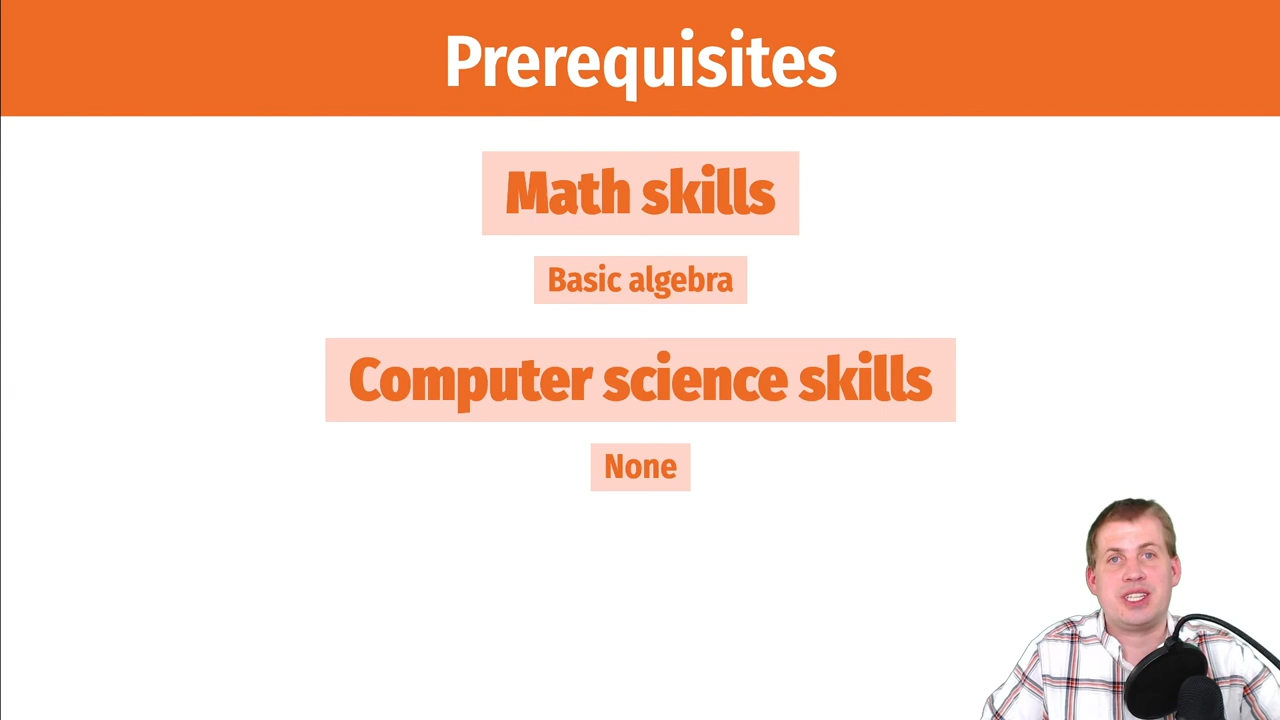 Prerequisites
Math skills
Basic algebra
Computer science skills
None